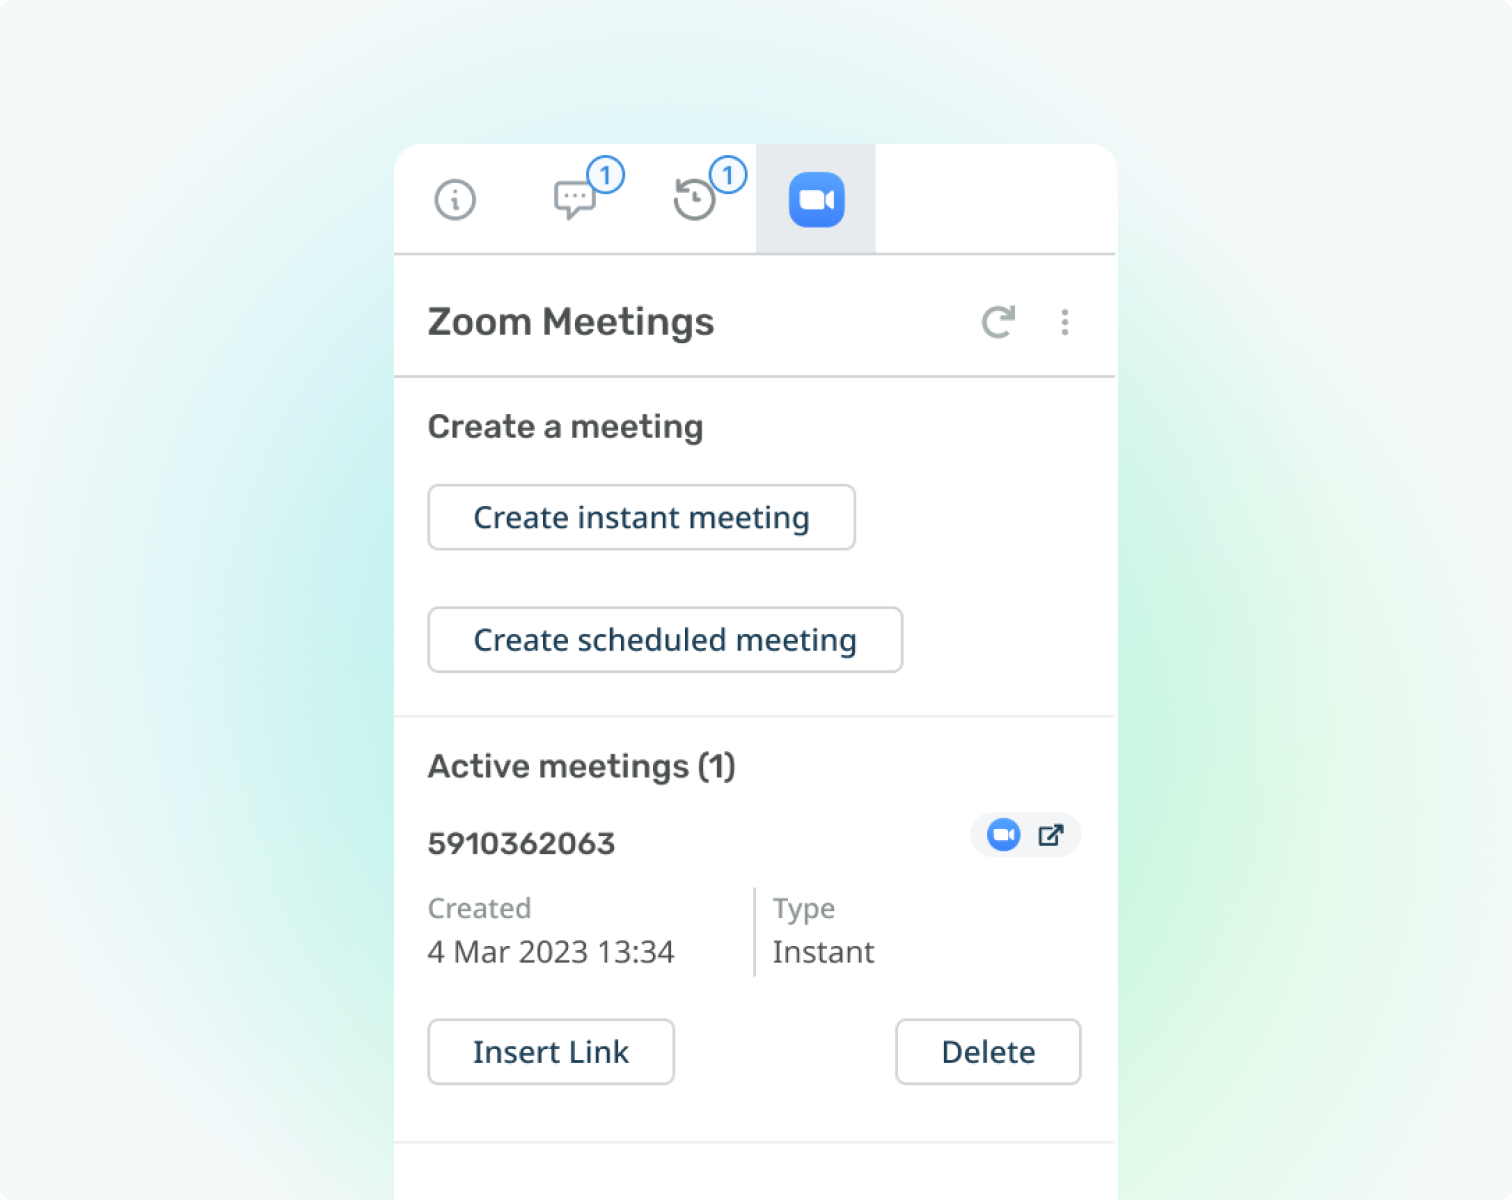 1 1
Zoom Meetings
Create a meeting
Create instant meeting
Create scheduled meeting
Active meetings (1)
5910362063
Created Type
4 Mar 2023 13:34 Instant
Insert Link Delete